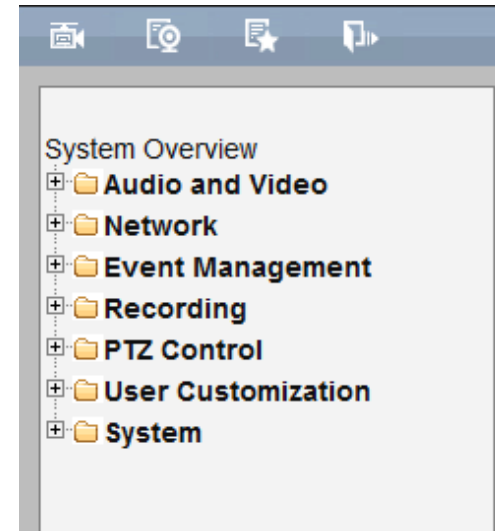 System Overview
Audio and Video
Network
Event Management
Recording
PTZ Control
User Customization
System